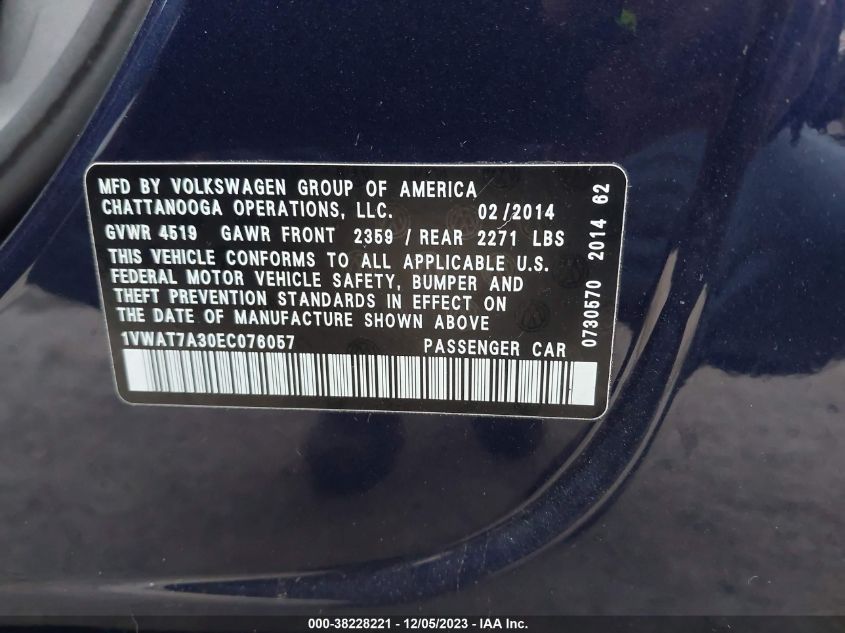 MFD BY VOLKSWAGEN GROUP OF AMERICA
CHATTANOOGA OPERATIONS, LLC. 02/2014
GVWR 4519 GAWR FRONT 2359 / REAR 2271 LBS
THIS VEHICLE CONFORMS TO ALL APPLICABLE U.S.
FEDERAL MOTOR VEHICLE SAFETY, BUMPER AND
THEFT PREVENTION STANDARDS IN EFFECT ON
THE DATE OF MANUFACTURE SHOWN ABOVE
1VWAT7A30EC076057 PASSENGER CAR
0730570 2014 62
000-38228221 - 12/05/2023 - © IAA